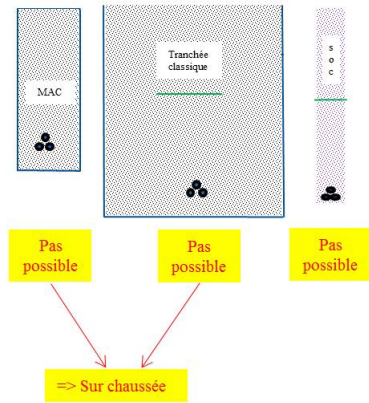 MAC
Tranchée
classique
s
o
c
Pas
possible
Pas
possible
Pas
possible
=> Sur chaussée